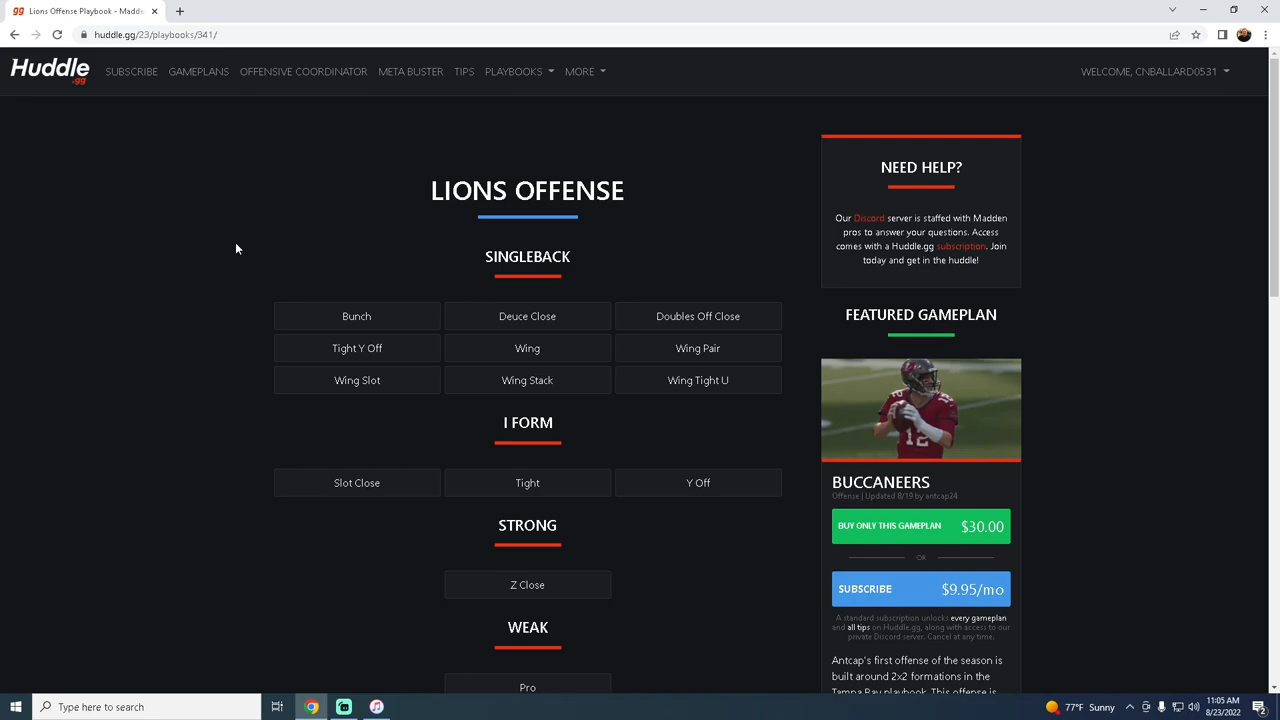 gg Lions Offense Playbook - Madde
huddle.gg/23/playbooks/341/
Huddle.gg SUBSCRIBE GAMEPLANS OFFENSIVE COORDINATOR META BUSTER TIPS PLAYBOOKS MORE WELCOME, CNBALLARD0531
LIONS OFFENSE
SINGLEBACK
Bunch Deuce Close Doubles Off Close
Tight Y Off Wing Wing Pair
Wing Slot Wing Stack Wing Tight U
I FORM
Slot Close Tight Y Off
STRONG
Z Close
WEAK
Pro
NEED HELP?
Our Discord server is staffed with Madden
pros to answer your questions. Access
comes with a Huddle.gg subscription. Join
today and get in the huddle!
FEATURED GAMEPLAN
12
BUCCANEERS
Offense | Updated 8/19 by antcap24
BUY ONLY THIS GAMEPLAN $30.00
OR
SUBSCRIBE $9.95/mo
A standard subscription unlocks every gameplan
and all tips on Huddle.gg, along with access to our
private Discord server. Cancel at any time.
Antcap's first offense of the season is
built around 2x2 formations in the
Tampa Bay playbook. This offense is
Type here to search
77°F Sunny
11:05 AM
8/23/2022
2